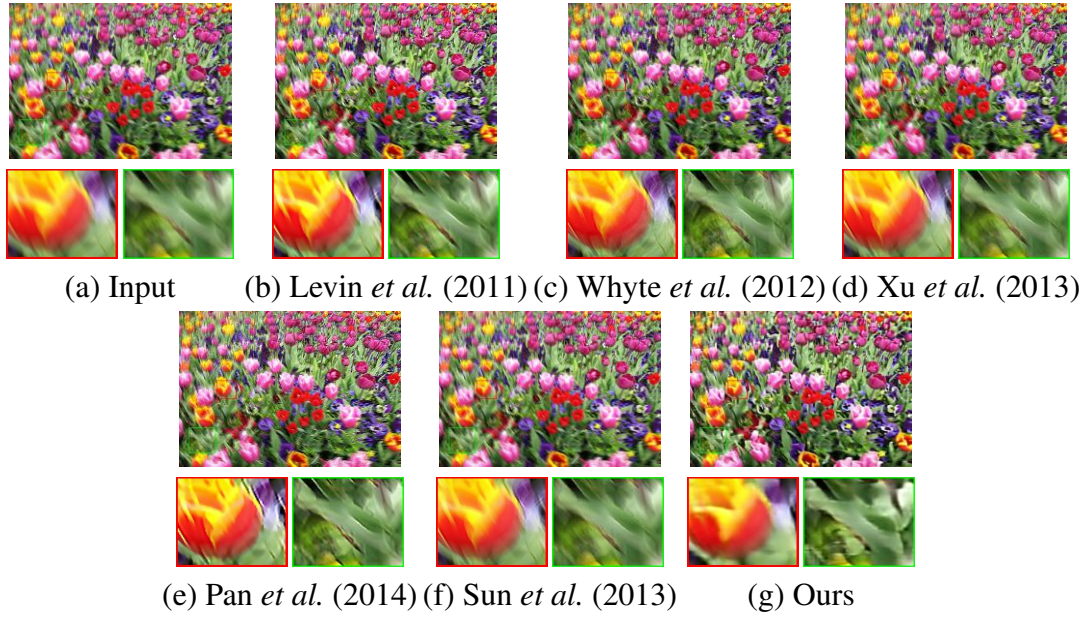 (a) Input
(b) Levin et al. (2011)
(c) Whyte et al. (2012)
(d) Xu et al. (2013)
(e) Pan et al. (2014)
(f) Sun et al. (2013)
(g) Ours